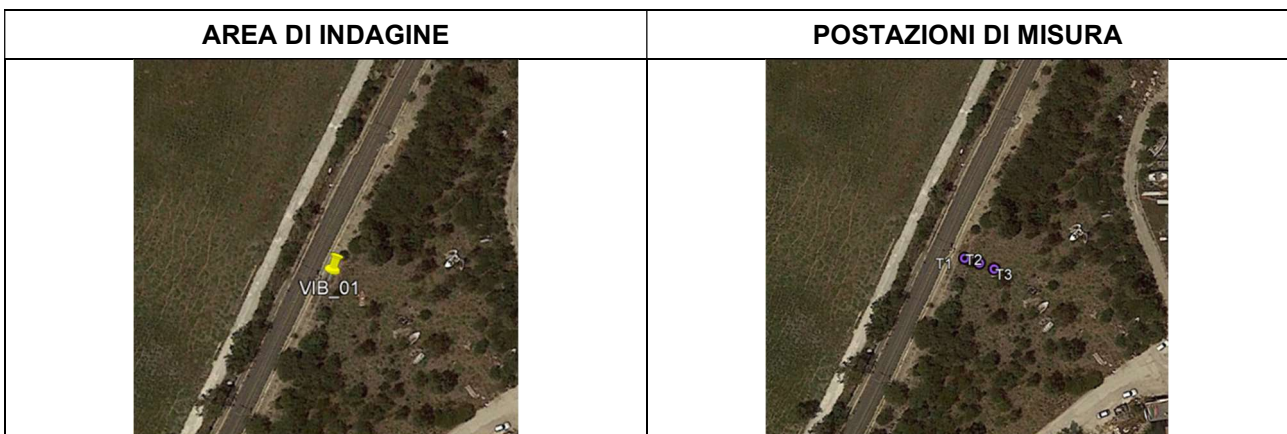 AREA DI INDAGINE
POSTAZIONI DI MISURA
VIB_01
T1 T2 T3